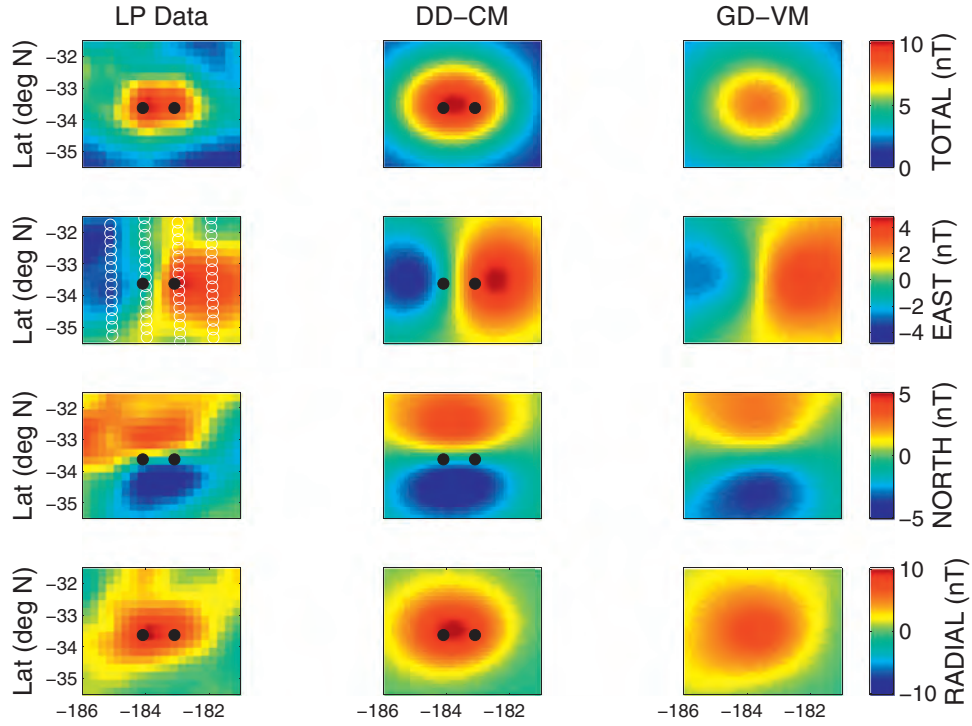 LP Data
DD−CM
GD−VM
Lat (deg N)
−32
−33
−34
−35
10
5
0
TOTAL (nT)
Lat (deg N)
−32
−33
−34
−35
4
2
0
−2
−4
EAST (nT)
Lat (deg N)
−32
−33
−34
−35
5
0
−5
NORTH (nT)
Lat (deg N)
−32
−33
−34
−35
10
0
−10
RADIAL (nT)
−186 −184 −182
−186 −184 −182
−186 −184 −182